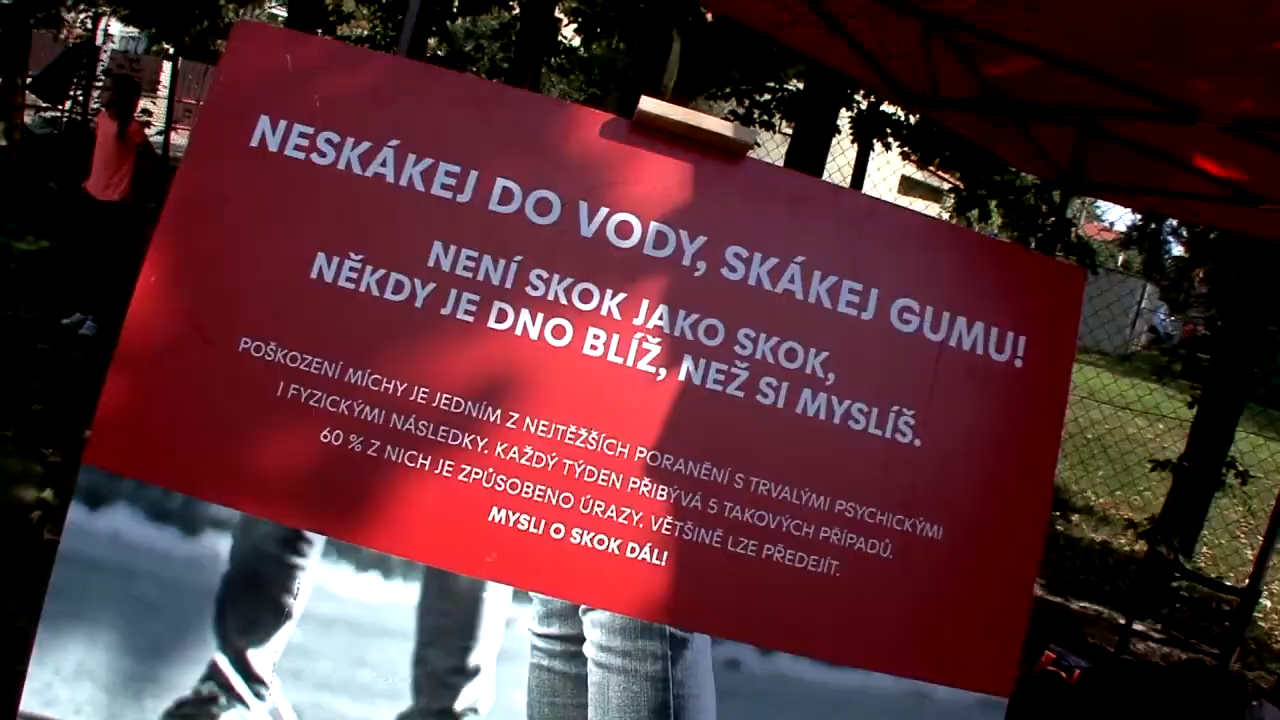 NESKÁKEJ DO VODY, SKÁKEJ GUMU!
NENÍ SKOK JAKO SKOK,
NĚKDY JE DNO BLÍŽ, NEŽ SI MYSLÍŠ.
POŠKOZENÍ MÍCHY JE JEDNÍM Z NEJTĚŽŠÍCH PORANĚNÍ S TRVALÝMI PSYCHICKÝMI
I FYZICKÝMI NÁSLEDKY. KAŽDÝ TÝDEN PŘIBÝVÁ 5 TAKOVÝCH PŘÍPADŮ.
60 % Z NICH JE ZPŮSOBENO ÚRAZY. VĚTŠINĚ LZE PŘEDEJÍT.
MYSLI O SKOK DÁL!